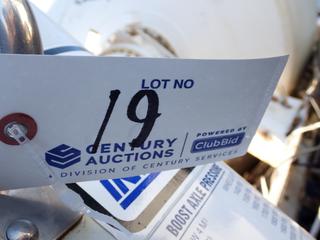 LOT NO
19
CENTURY AUCTIONS
POWERED BY
ClubBid
DIVISION OF CENTURY SERVICES
BOOST AXLE PRESSURE